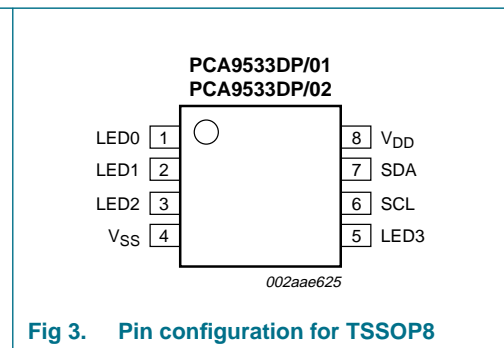 PCA9533DP/01
PCA9533DP/02
LED0 1 8 VDD
LED1 2 7 SDA
LED2 3 6 SCL
VSS 4 5 LED3
002aae625
Fig 3. Pin configuration for TSSOP8